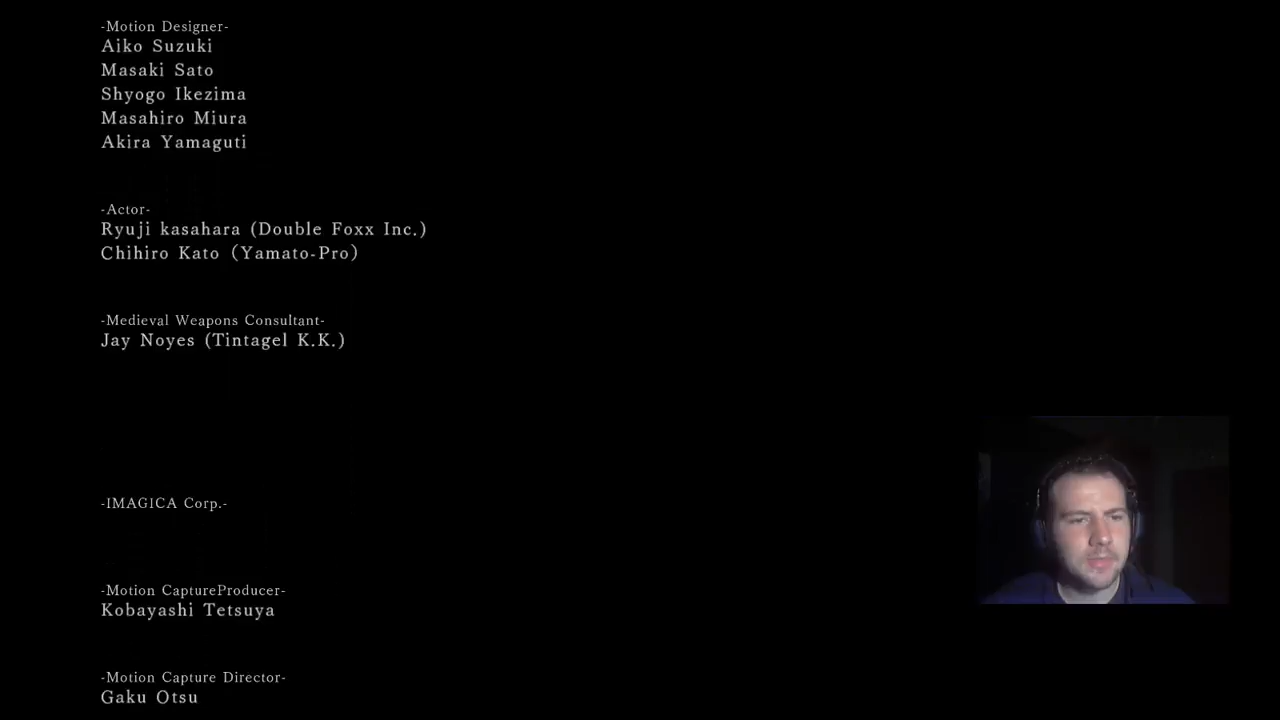 -Motion Designer-
Aiko Suzuki
Masaki Sato
Shyogo Ikezima
Masahiro Miura
Akira Yamaguti
-Actor-
Ryuji kasahara (Double Foxx Inc.)
Chihiro Kato (Yamato-Pro)
-Medieval Weapons Consultant-
Jay Noyes (Tintagel K.K.)
-IMAGICA Corp.-
-Motion CaptureProducer-
Kobayashi Tetsuya
-Motion Capture Director-
Gaku Otsu